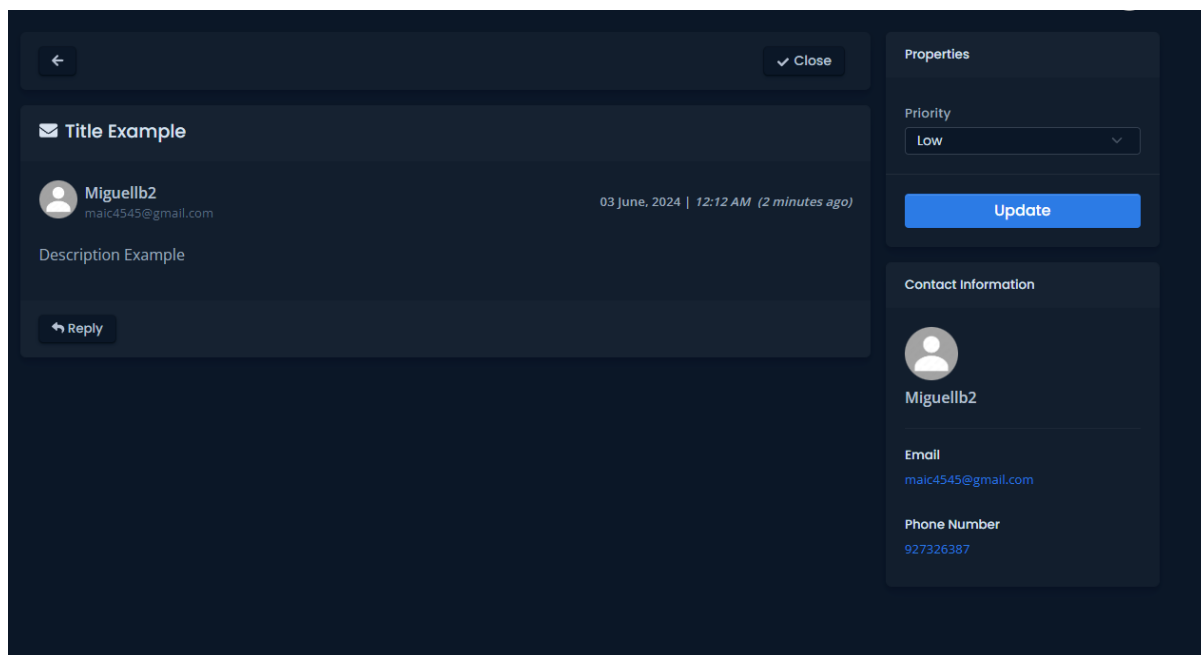 Close
Title Example
Miguellb2
maic4545@gmail.com
03 June, 2024 | 12:12 AM (2 minutes ago)
Description Example
Reply
Properties
Priority
Low
Update
Contact Information
Miguellb2
Email
maic4545@gmail.com
Phone Number
927326387